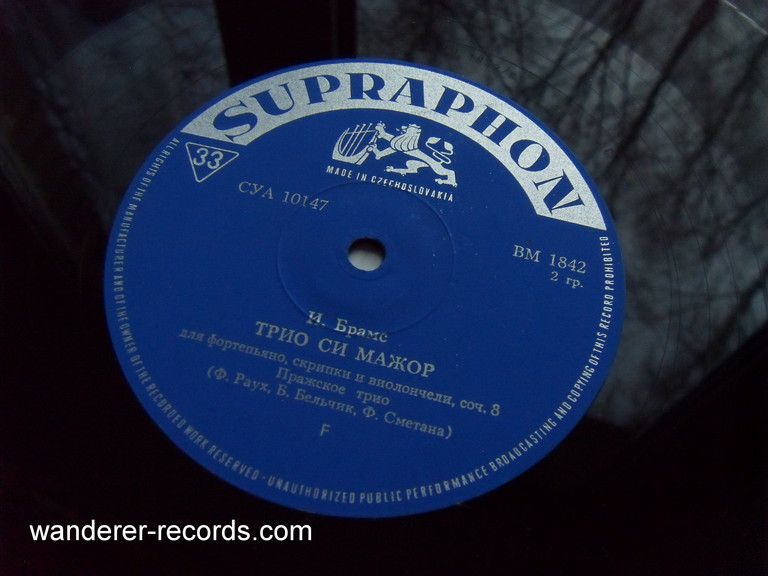 SUPRAPHON
33
MADE IN CZECHOSLOVAKIA
СУА 10147
ВМ 1842
2 гр.
И. Брамс
ТРИО СИ МАЖОР
для фортепьяно, скрипки и виолончели, соч. 8
Пражское трио
(Ф. Раух, Б. Бельчик, Ф. Сметана)
F
ALL RIGHTS OF THE MANUFACTURER AND OF THE OWNER OF THE RECORDED WORK RESERVED - UNAUTHORIZED PUBLIC PERFORMANCE BROADCASTING AND COPYING OF THIS RECORD PROHIBITED
wanderer-records.com